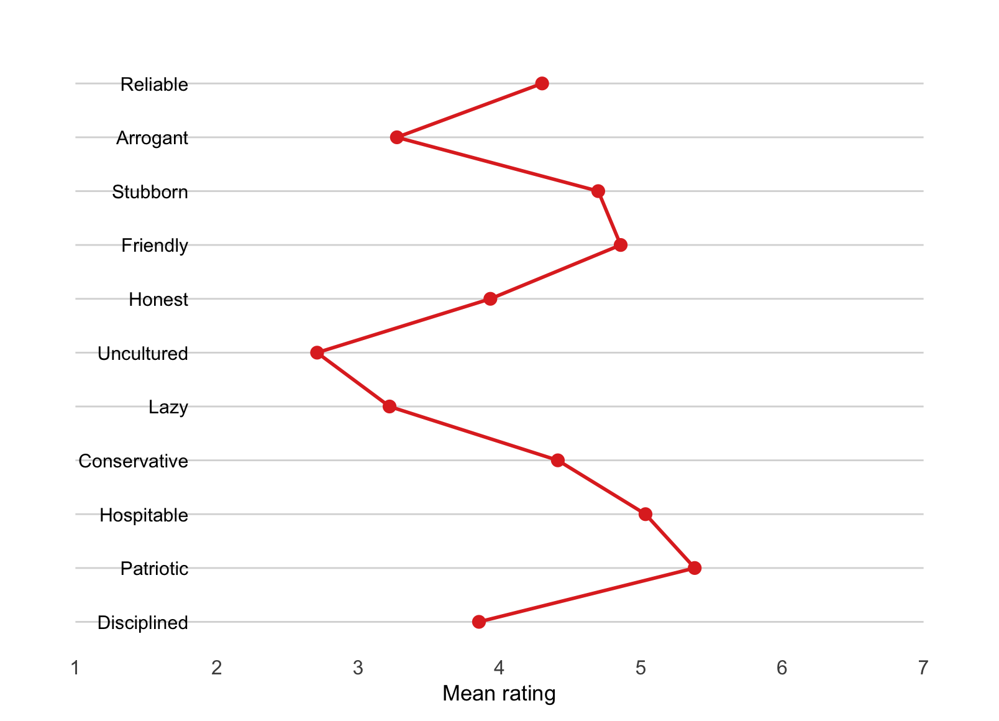 Reliable
Arrogant
Stubborn
Friendly
Honest
Uncultured
Lazy
Conservative
Hospitable
Patriotic
Disciplined
1 2 3 4 5 6 7
Mean rating